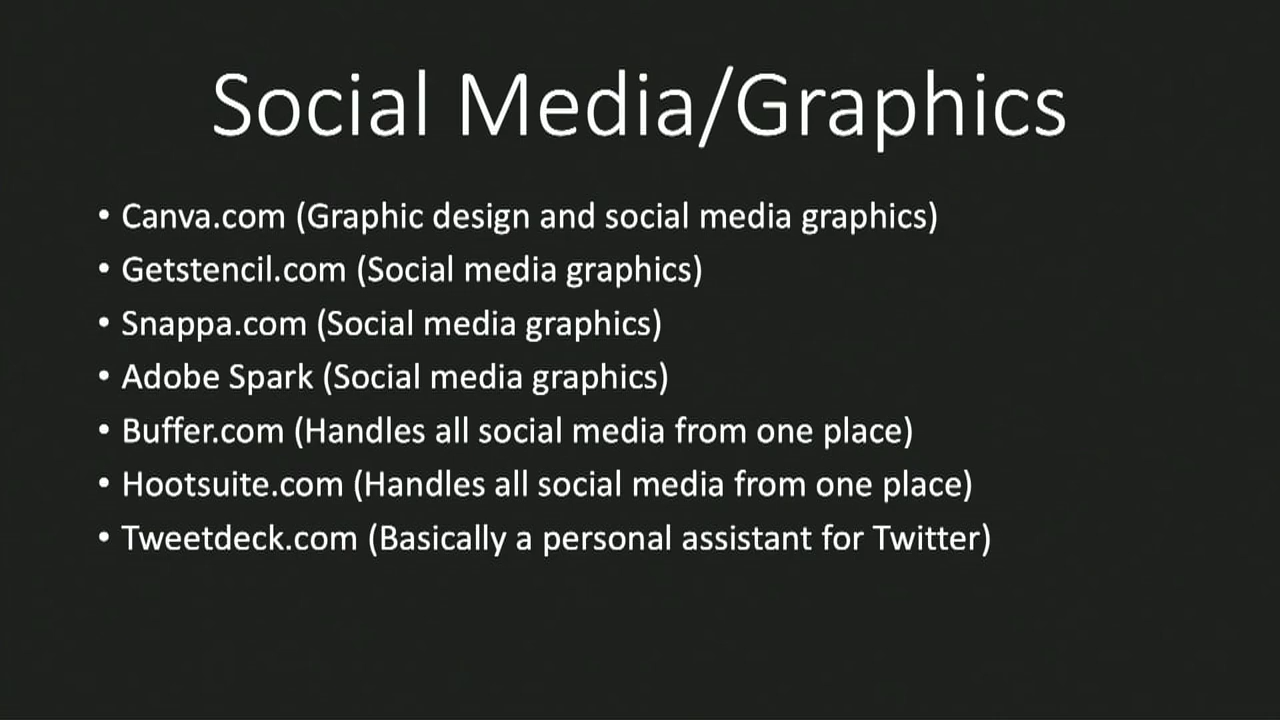 Social Media/Graphics
• Canva.com (Graphic design and social media graphics)
• Getstencil.com (Social media graphics)
• Snappa.com (Social media graphics)
• Adobe Spark (Social media graphics)
• Buffer.com (Handles all social media from one place)
• Hootsuite.com (Handles all social media from one place)
• Tweetdeck.com (Basically a personal assistant for Twitter)